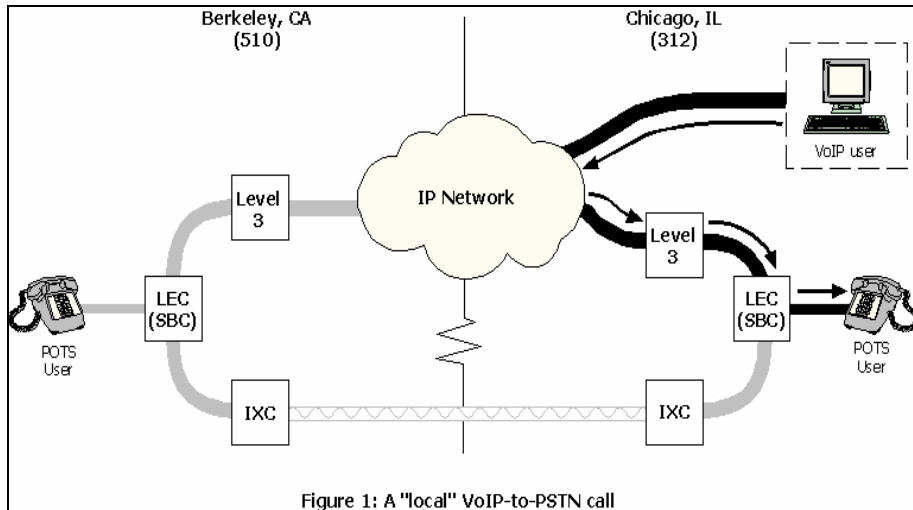 Berkeley, CA
(510)
Chicago, IL
(312)
VoIP user
IP Network
Level
3
Level
3
LEC
(SBC)
POTS
User
LEC
(SBC)
POTS
User
IXC
IXC
Figure 1: A "local" VoIP-to-PSTN call